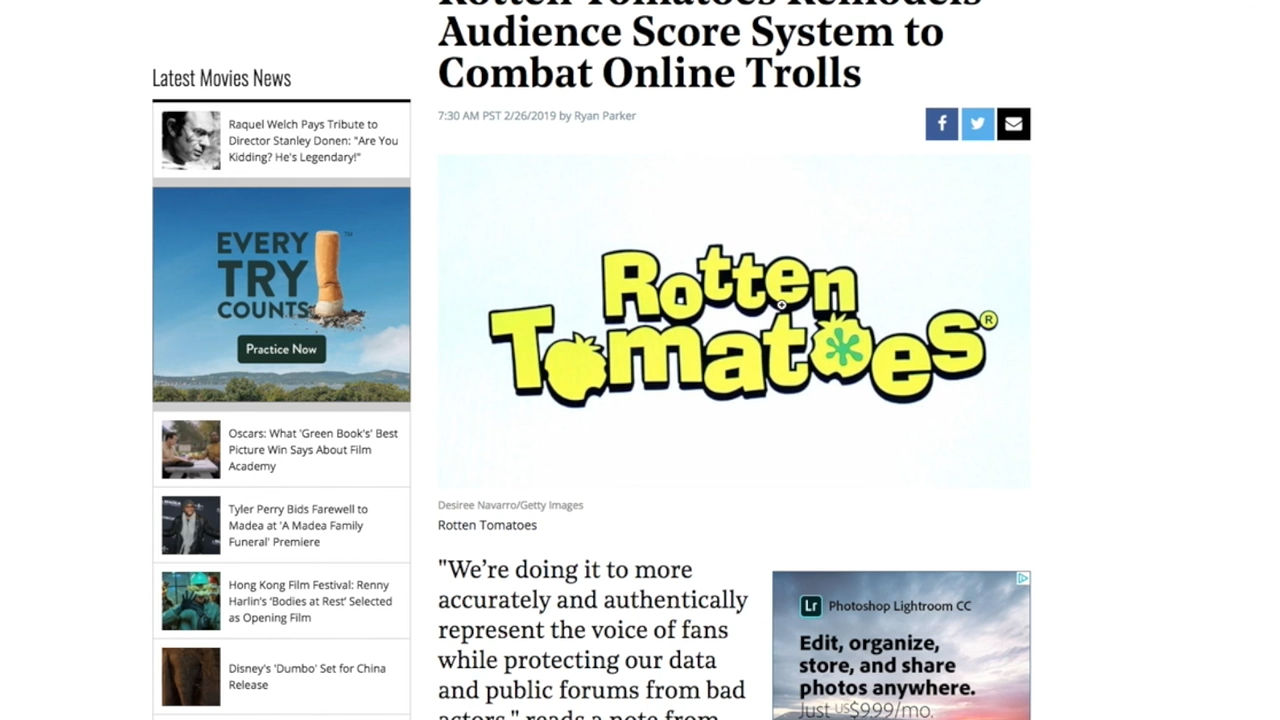 Rotten Tomatoes Remodels
Audience Score System to
Combat Online Trolls
7:30 AM PST 2/26/2019 by Ryan Parker
Latest Movies News
Raquel Welch Pays Tribute to
Director Stanley Donen: "Are You
Kidding? He's Legendary!"
EVERY
TRY
COUNTS
TM
Practice Now
Oscars: What 'Green Book's' Best
Picture Win Says About Film
Academy
Tyler Perry Bids Farewell to
Madea at 'A Madea Family
Funeral' Premiere
Hong Kong Film Festival: Renny
Harlin's 'Bodies at Rest' Selected
as Opening Film
Disney's 'Dumbo' Set for China
Release
Rotten
Tomatoes®
Desiree Navarro/Getty Images
Rotten Tomatoes
"We’re doing it to more
accurately and authentically
represent the voice of fans
while protecting our data
and public forums from bad
actors," reads a note from
Lr Photoshop Lightroom CC
Edit, organize,
store, and share
photos anywhere.
Just US$9.99/mo.